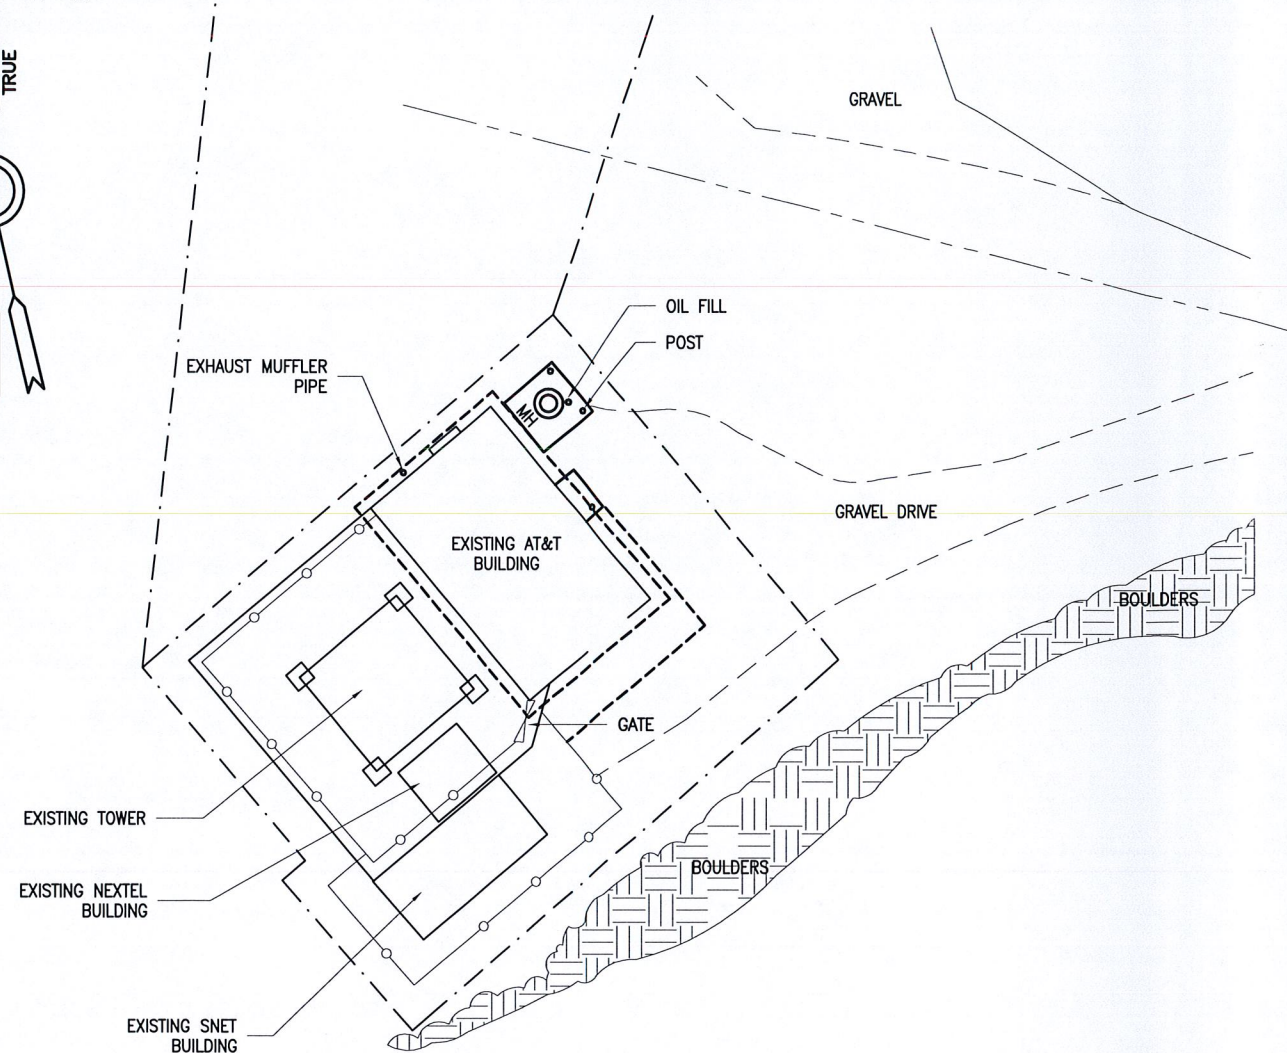 TRUE
GRAVEL
OIL FILL
POST
EXHAUST MUFFLER
PIPE
MH
GRAVEL DRIVE
EXISTING AT&T
BUILDING
BOULDERS
GATE
EXISTING TOWER
BOULDERS
EXISTING NEXTEL
BUILDING
EXISTING SNET
BUILDING